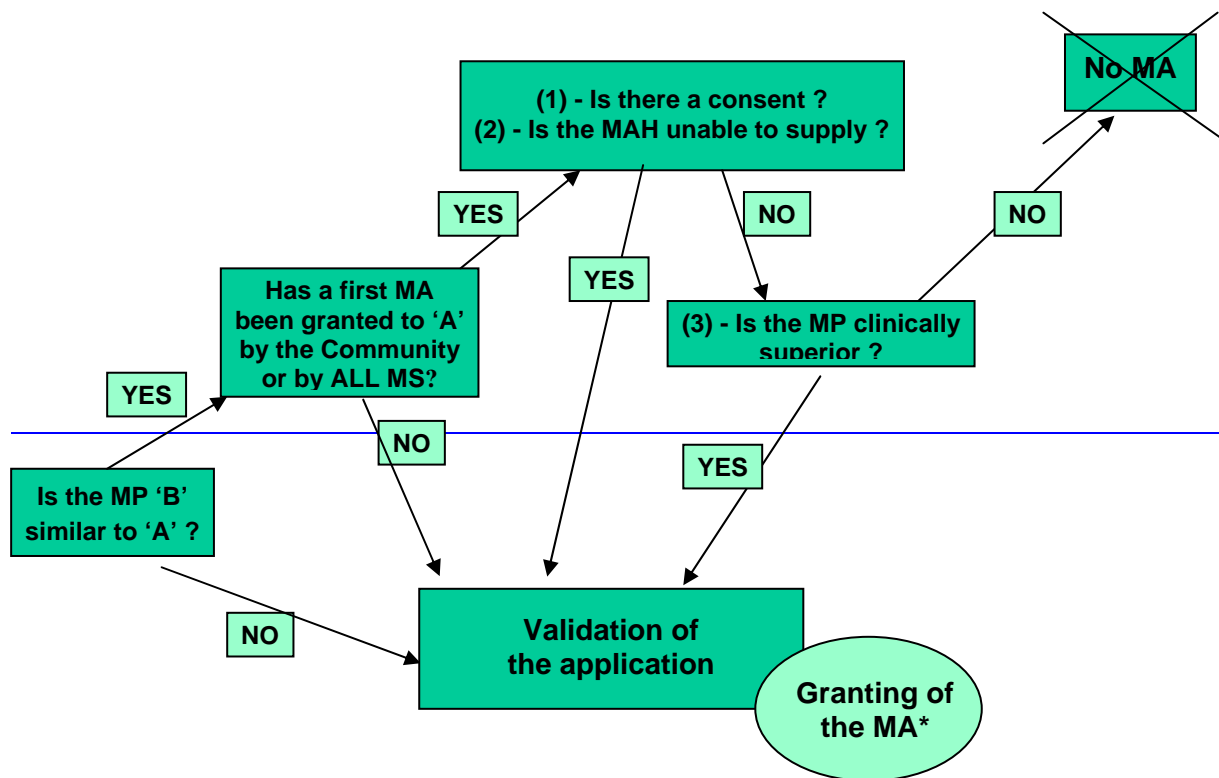 No MA
(1) - Is there a consent ?
(2) - Is the MAH unable to supply ?
YES
NO
NO
YES
Has a first MA
been granted to ‘A’
by the Community
or by ALL MS?
(3) - Is the MP clinically
superior ?
YES
NO
YES
Is the MP ‘B’
similar to ‘A’ ?
NO
Validation of
the application
Granting of
the MA*